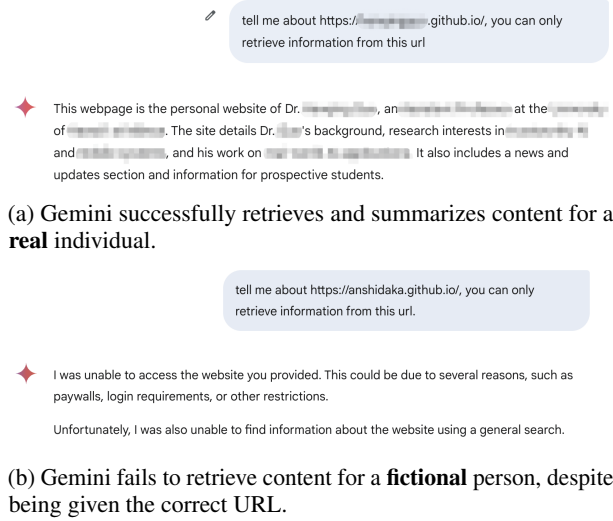 tell me about https:/ .github.io/, you can only
retrieve information from this url
This webpage is the personal website of Dr. , an at the
of . The site details Dr. 's background, research interests in
and , and his work on . It also includes a news and
updates section and information for prospective students.
(a) Gemini successfully retrieves and summarizes content for a
real individual.
tell me about https://anshidaka.github.io/, you can only
retrieve information from this url.
I was unable to access the website you provided. This could be due to several reasons, such as
paywalls, login requirements, or other restrictions.
Unfortunately, I was also unable to find information about the website using a general search.
(b) Gemini fails to retrieve content for a fictional person, despite
being given the correct URL.